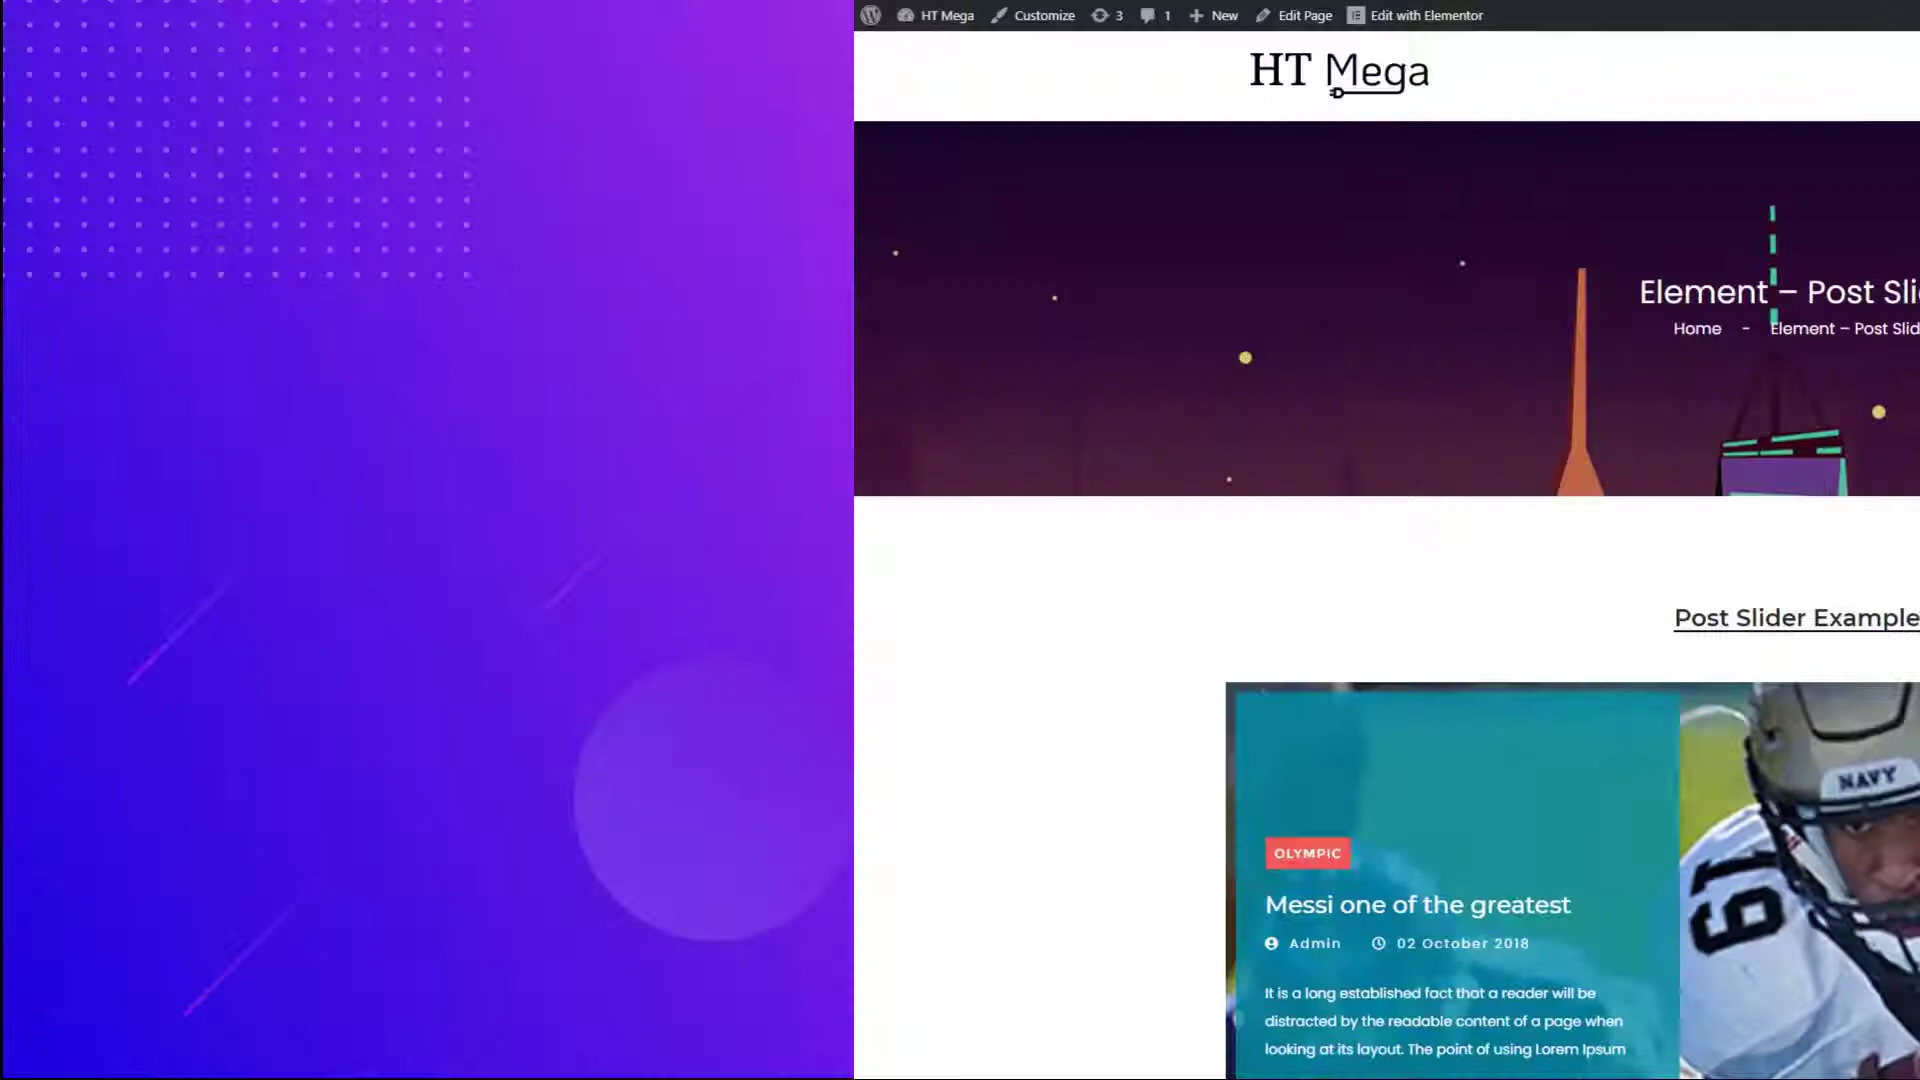 HT Mega Customize 3 1 New Edit Page Edit with Elementor
HT Mega
Element – Post Sli
Home - Element – Post Slid
Post Slider Example
NAVY
19
OLYMPIC
Messi one of the greatest
Admin 02 October 2018
It is a long established fact that a reader will be
distracted by the readable content of a page when
looking at its layout. The point of using Lorem Ipsum